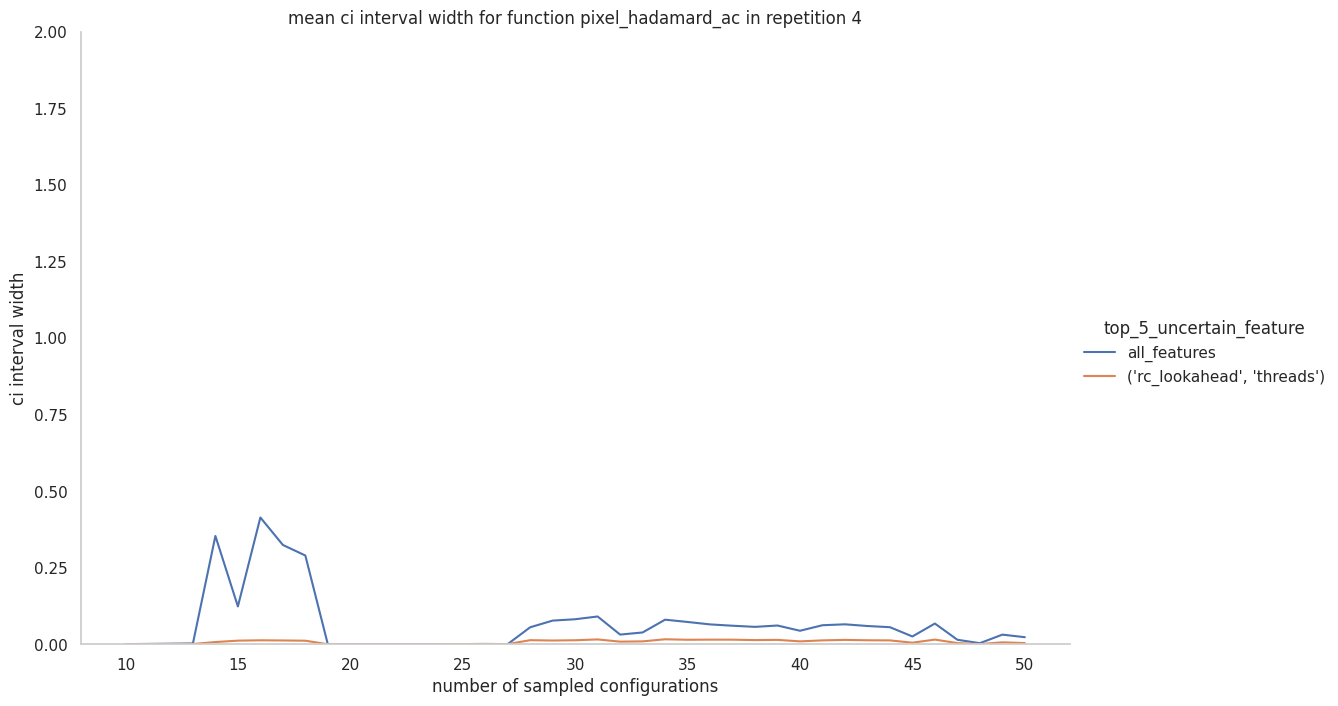 mean ci interval width for function pixel_hadamard_ac in repetition 4
2.00
1.75
1.50
1.25
1.00
0.75
0.50
0.25
0.00
ci interval width
10 15 20 25 30 35 40 45 50
number of sampled configurations
top_5_uncertain_feature
all_features
('rc_lookahead', 'threads')